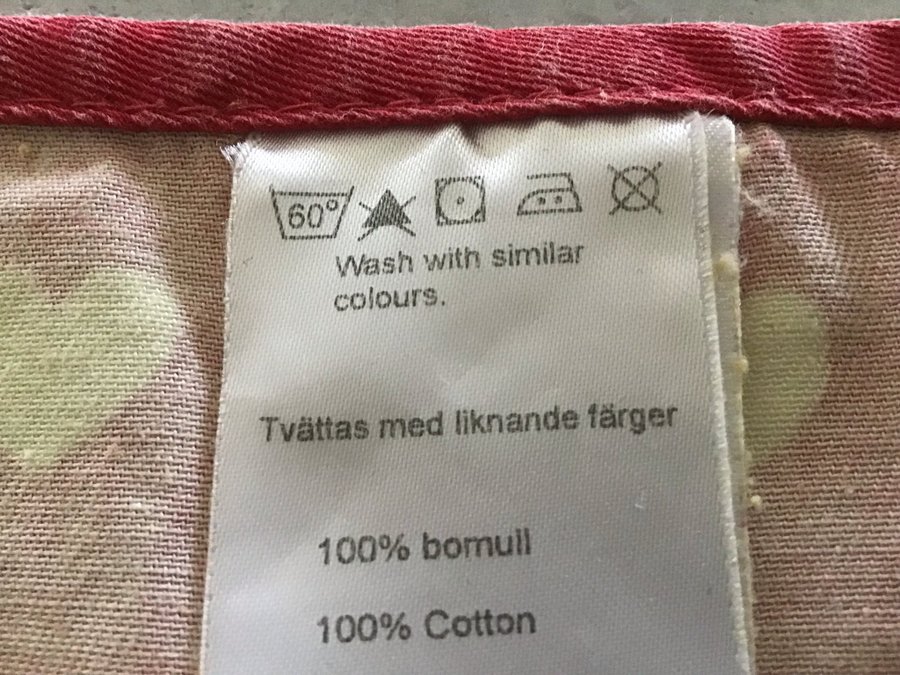 60°
Wash with similar
colours.
Tvättas med liknande färger
100% bomull
100% Cotton